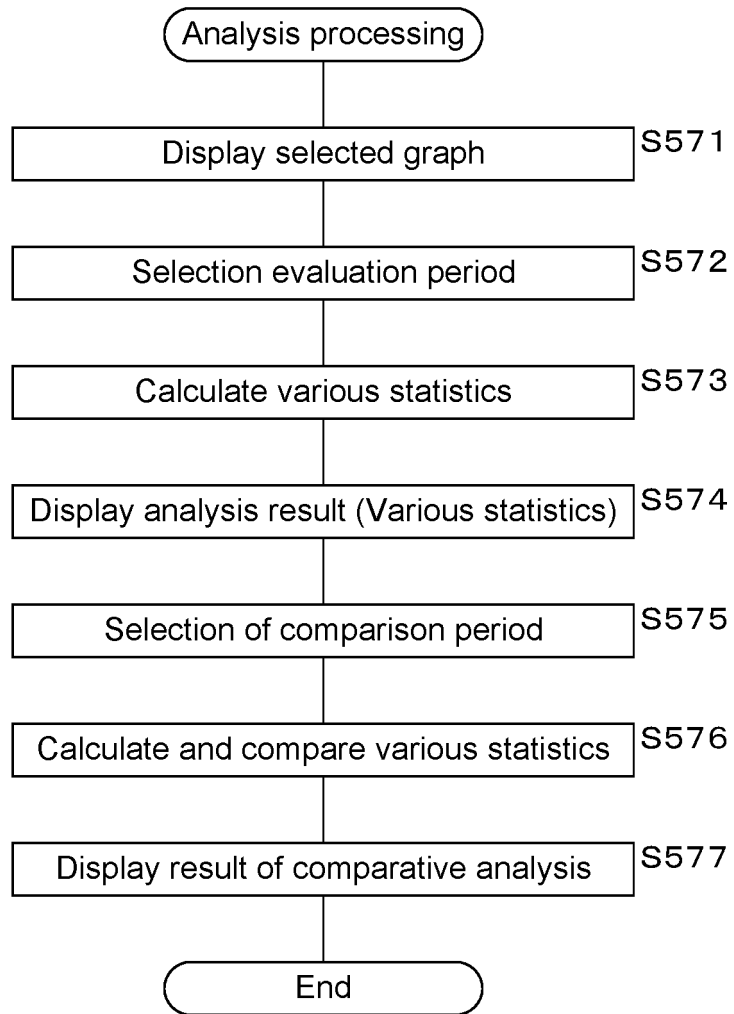 Analysis processing
Display selected graph
S571
Selection evaluation period
S572
Calculate various statistics
S573
Display analysis result (Various statistics)
S574
Selection of comparison period
S575
Calculate and compare various statistics
S576
Display result of comparative analysis
S577
End